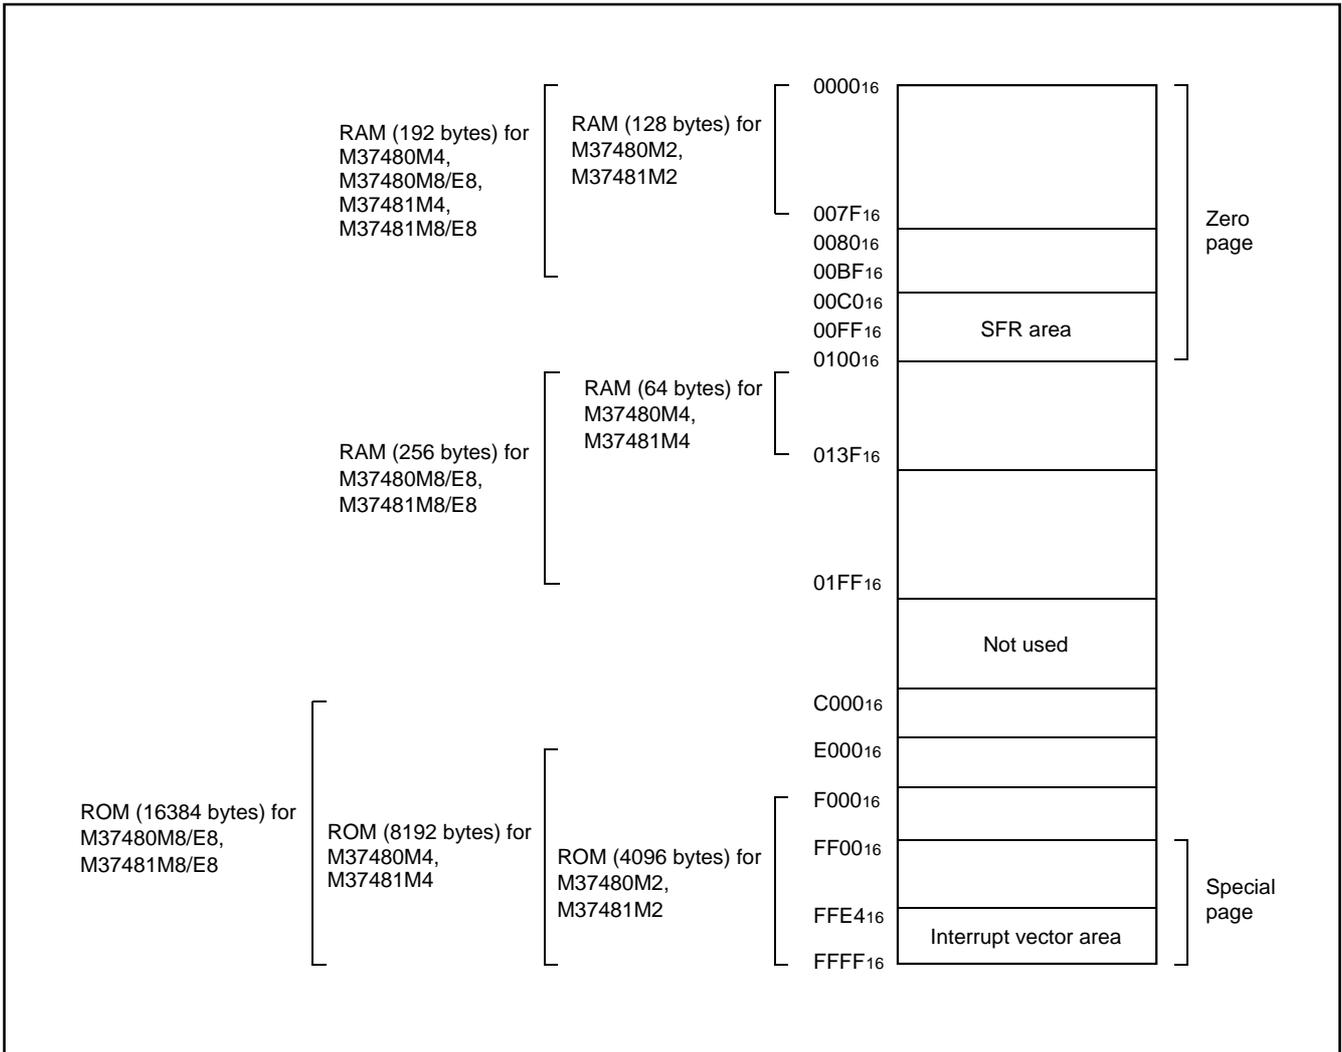 RAM (192 bytes) for
M37480M4,
M37480M8/E8,
M37481M4,
M37481M8/E8
RAM (128 bytes) for
M37480M2,
M37481M2
000016
007F16
008016
00BF16
00C016
00FF16
010016
SFR area
Zero
page
RAM (256 bytes) for
M37480M8/E8,
M37481M8/E8
RAM (64 bytes) for
M37480M4,
M37481M4
013F16
01FF16
Not used
C00016
E00016
F00016
FF0016
FFE416
FFFF16
ROM (16384 bytes) for
M37480M8/E8,
M37481M8/E8
ROM (8192 bytes) for
M37480M4,
M37481M4
ROM (4096 bytes) for
M37480M2,
M37481M2
Interrupt vector area
Special
page